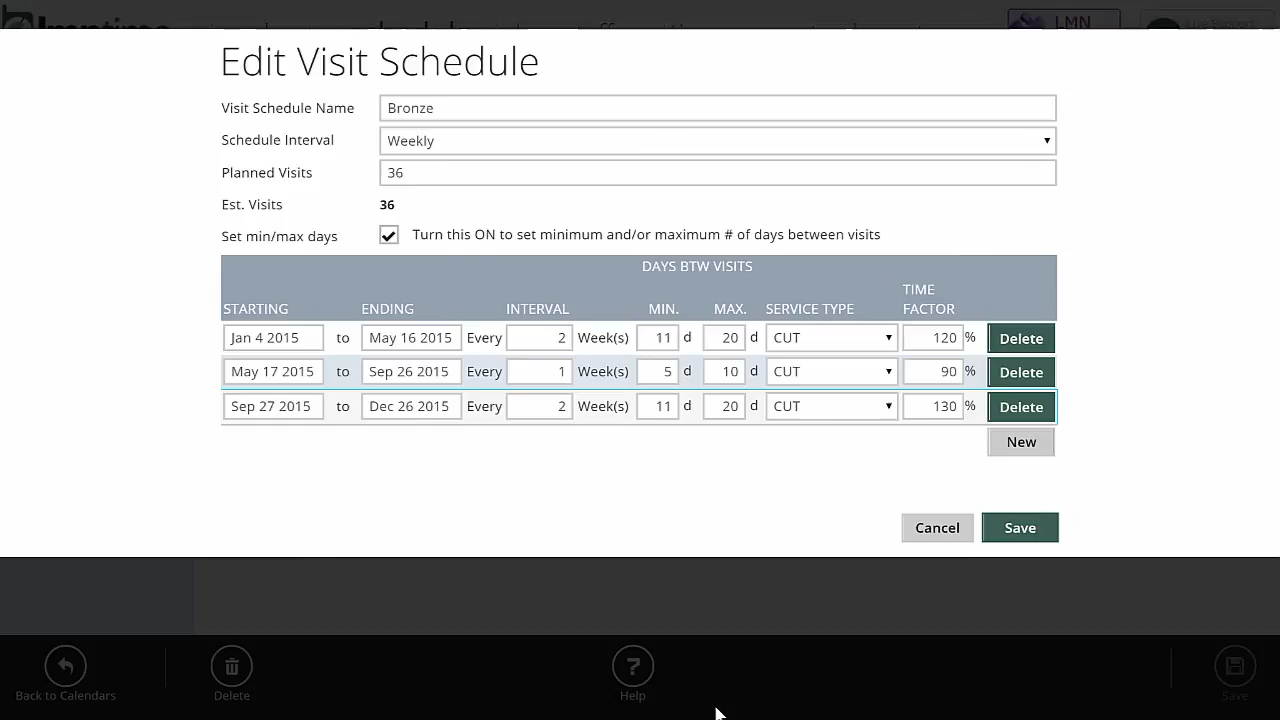 LMN
Edit Visit Schedule
Visit Schedule Name Bronze
Schedule Interval Weekly
Planned Visits 36
Est. Visits 36
Set min/max days Turn this ON to set minimum and/or maximum # of days between visits
DAYS BTW VISITS
STARTING ENDING INTERVAL MIN. MAX. SERVICE TYPE TIME FACTOR
Jan 4 2015 to May 16 2015 Every 2 Week(s) 11 d 20 d CUT 120 % Delete
May 17 2015 to Sep 26 2015 Every 1 Week(s) 5 d 10 d CUT 90 % Delete
Sep 27 2015 to Dec 26 2015 Every 2 Week(s) 11 d 20 d CUT 130 % Delete
New
Cancel Save
Back to Calendars Delete ? Help Save